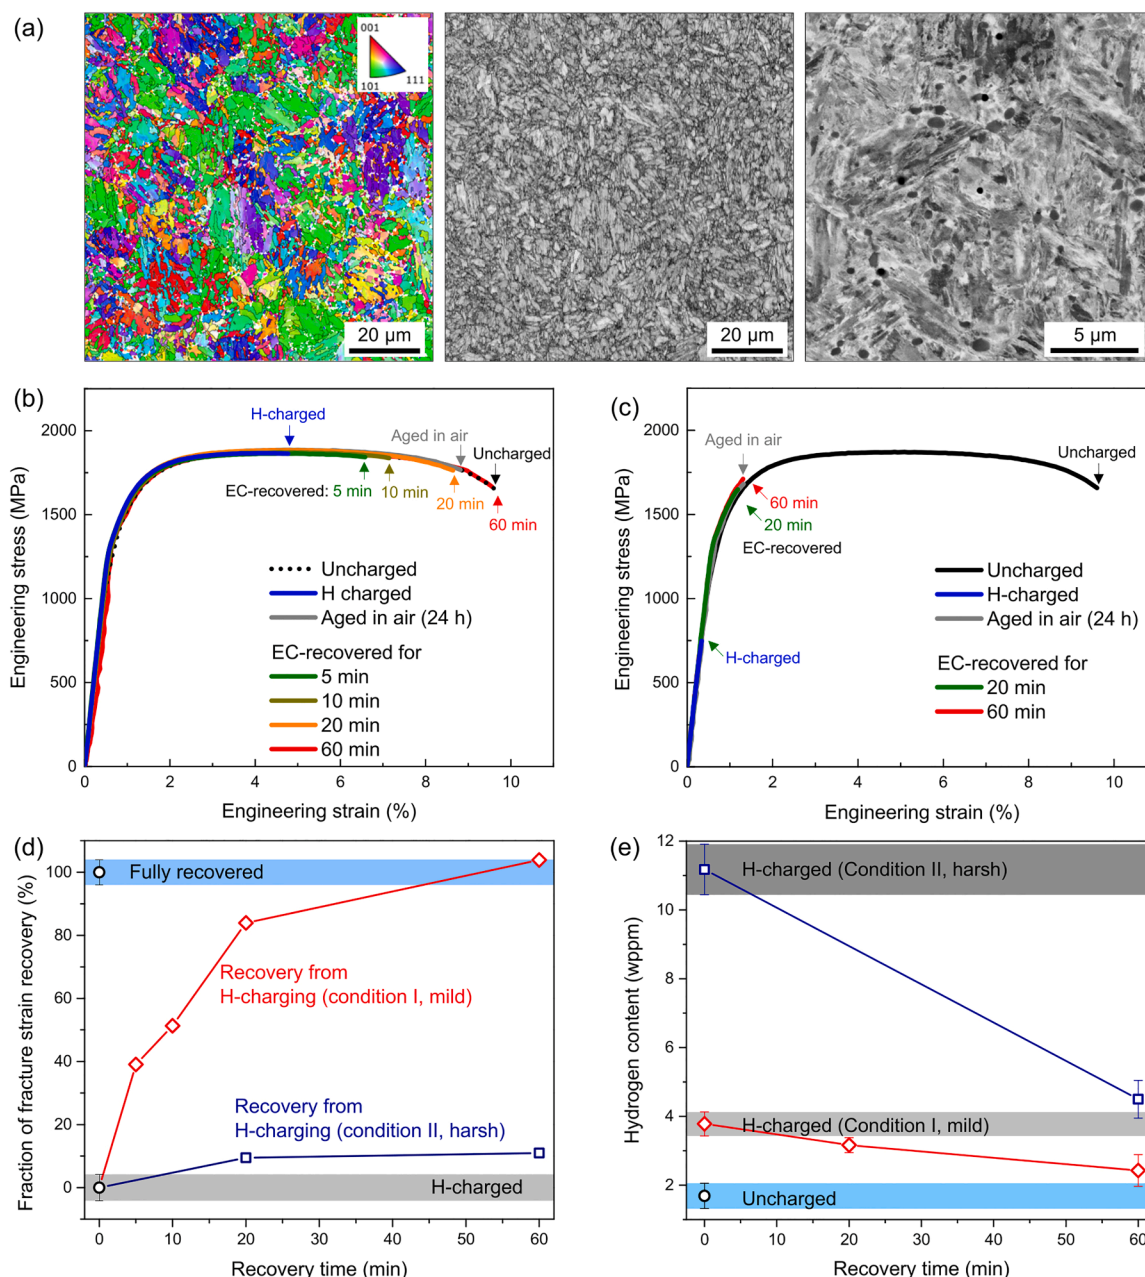 (a)
001
101
111
20 µm
20 µm
5 µm
(b)
Engineering stress (MPa)
2000
1500
1000
500
0
H-charged
Aged in air
Uncharged
EC-recovered: 5 min
10 min
20 min
60 min
Uncharged
H charged
Aged in air (24 h)
EC-recovered for
5 min
10 min
20 min
60 min
0
2
4
6
8
10
Engineering strain (%)
(c)
Engineering stress (MPa)
2000
1500
1000
500
0
Aged in air
Uncharged
60 min
20 min
EC-recovered
H-charged
Uncharged
H-charged
Aged in air (24 h)
EC-recovered for
20 min
60 min
0
2
4
6
8
10
Engineering strain (%)
(d)
Fraction of fracture strain recovery (%)
100
80
60
40
20
0
Fully recovered
Recovery from
H-charging (condition I, mild)
Recovery from
H-charging (condition II, harsh)
H-charged
0
10
20
30
40
50
60
Recovery time (min)
(e)
Hydrogen content (wppm)
12
10
8
6
4
2
H-charged (Condition II, harsh)
H-charged (Condition I, mild)
Uncharged
0
10
20
30
40
50
60
Recovery time (min)